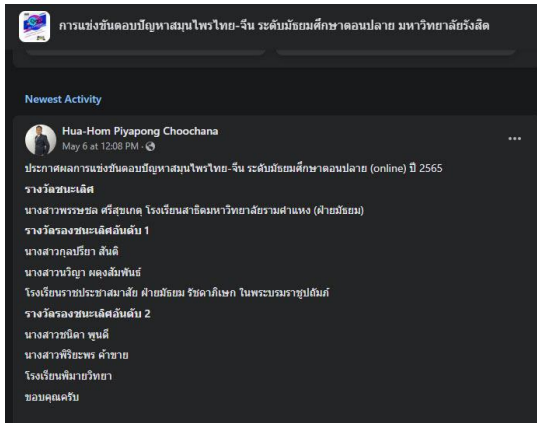 การแข่งขันตอบปัญหาสมุนไพรไทย-จีน ระดับมัธยมศึกษาตอนปลาย มหาวิทยาลัยรังสิต
Newest Activity
Hua-Hom Piyapong Choochana
May 6 at 12:08 PM ·
ประกาศผลการแข่งขันตอบปัญหาสมุนไพรไทย-จีน ระดับมัธยมศึกษาตอนปลาย (online) ปี 2565
รางวัลชนะเลิศ
นางสาวพรรษชล ศรีสุขเกตุ โรงเรียนสาธิตมหาวิทยาลัยรามคำแหง (ฝ่ายมัธยม)
รางวัลรองชนะเลิศอันดับ 1
นางสาวกุลปรียา สันติ
นางสาวนวิญา ผดุงสัมพันธ์
โรงเรียนราชประชาสมาสัย ฝ่ายมัธยม รัชดาภิเษก ในพระบรมราชูปถัมภ์
รางวัลรองชนะเลิศอันดับ 2
นางสาวชนิดา พูนดี
นางสาวพิริยะพร ค้าขาย
โรงเรียนพิมายวิทยา
ขอบคุณครับ